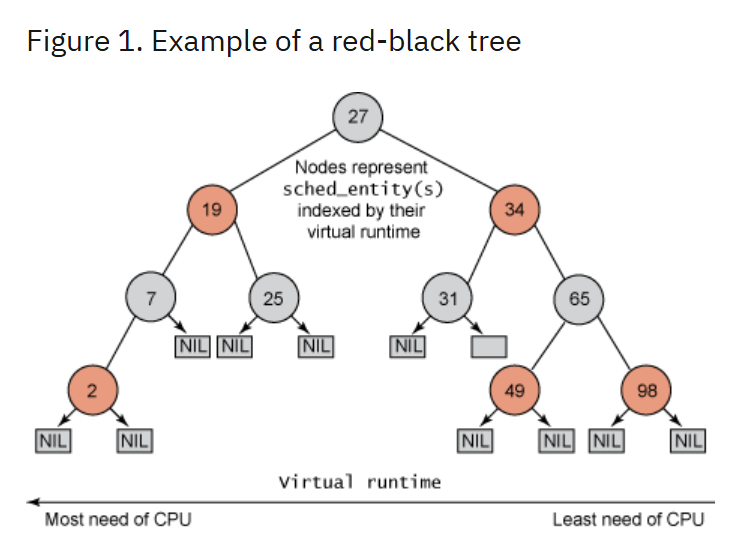 Figure 1. Example of a red-black tree
27
Nodes represent
sched_entity(s)
indexed by their
virtual runtime
19
34
7
25
31
65
NIL NIL NIL NIL
2
49
98
NIL NIL NIL NIL NIL NIL
Virtual runtime
Most need of CPU
Least need of CPU